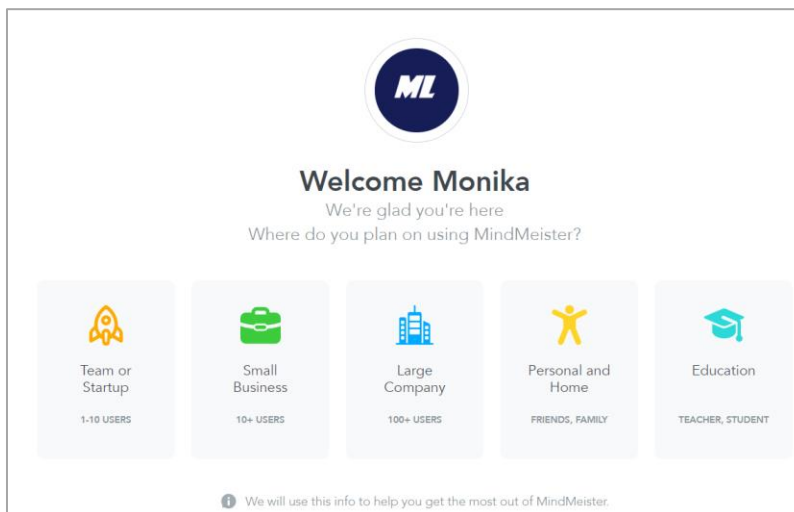 ML
Welcome Monika
We're glad you're here
Where do you plan on using MindMeister?
Team or
Startup
1-10 USERS
Small
Business
10+ USERS
Large
Company
100+ USERS
Personal and
Home
FRIENDS, FAMILY
Education
TEACHER, STUDENT
We will use this info to help you get the most out of MindMeister.